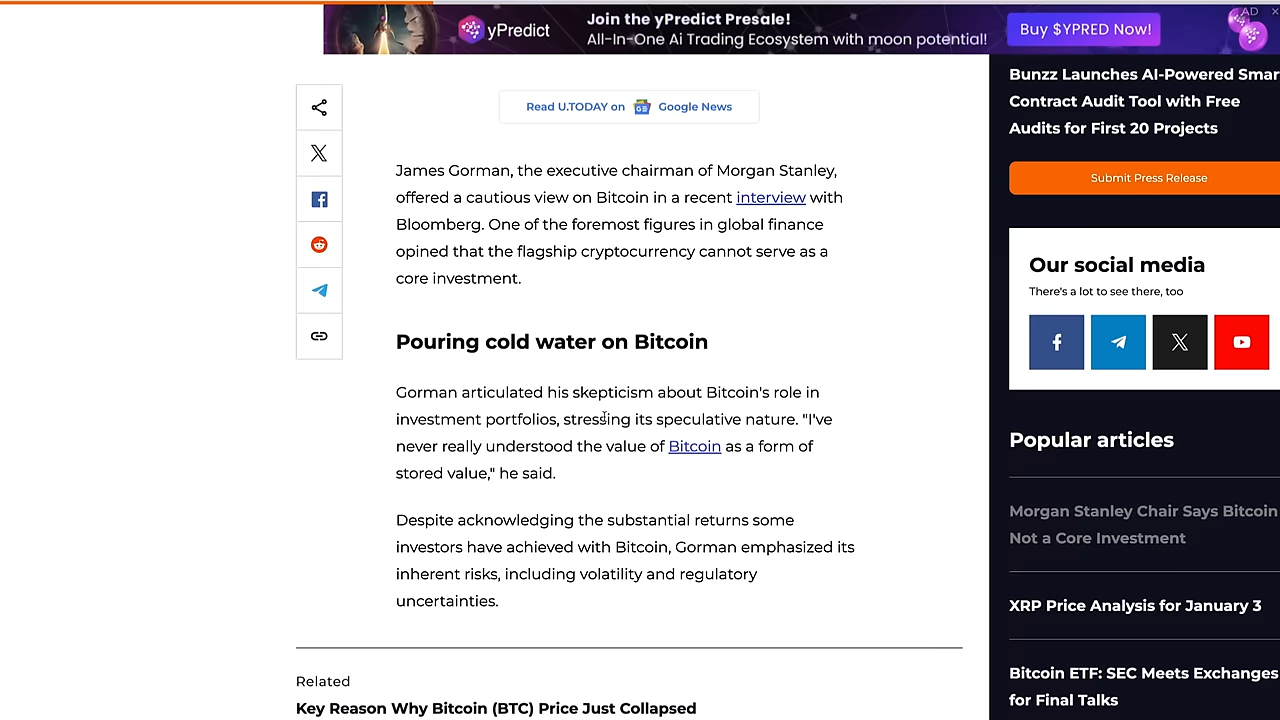 yPredict
Join the yPredict Presale!
All-In-One Ai Trading Ecosystem with moon potential!
Buy $YPRED Now!
AD
Read U.TODAY on Google News
James Gorman, the executive chairman of Morgan Stanley,
offered a cautious view on Bitcoin in a recent interview with
Bloomberg. One of the foremost figures in global finance
opined that the flagship cryptocurrency cannot serve as a
core investment.
Pouring cold water on Bitcoin
Gorman articulated his skepticism about Bitcoin's role in
investment portfolios, stressing its speculative nature. "I've
never really understood the value of Bitcoin as a form of
stored value," he said.
Despite acknowledging the substantial returns some
investors have achieved with Bitcoin, Gorman emphasized its
inherent risks, including volatility and regulatory
uncertainties.
Related
Key Reason Why Bitcoin (BTC) Price Just Collapsed
Bunzz Launches AI-Powered Smar
Contract Audit Tool with Free
Audits for First 20 Projects
Submit Press Release
Our social media
There's a lot to see there, too
Popular articles
Morgan Stanley Chair Says Bitcoin
Not a Core Investment
XRP Price Analysis for January 3
Bitcoin ETF: SEC Meets Exchanges
for Final Talks